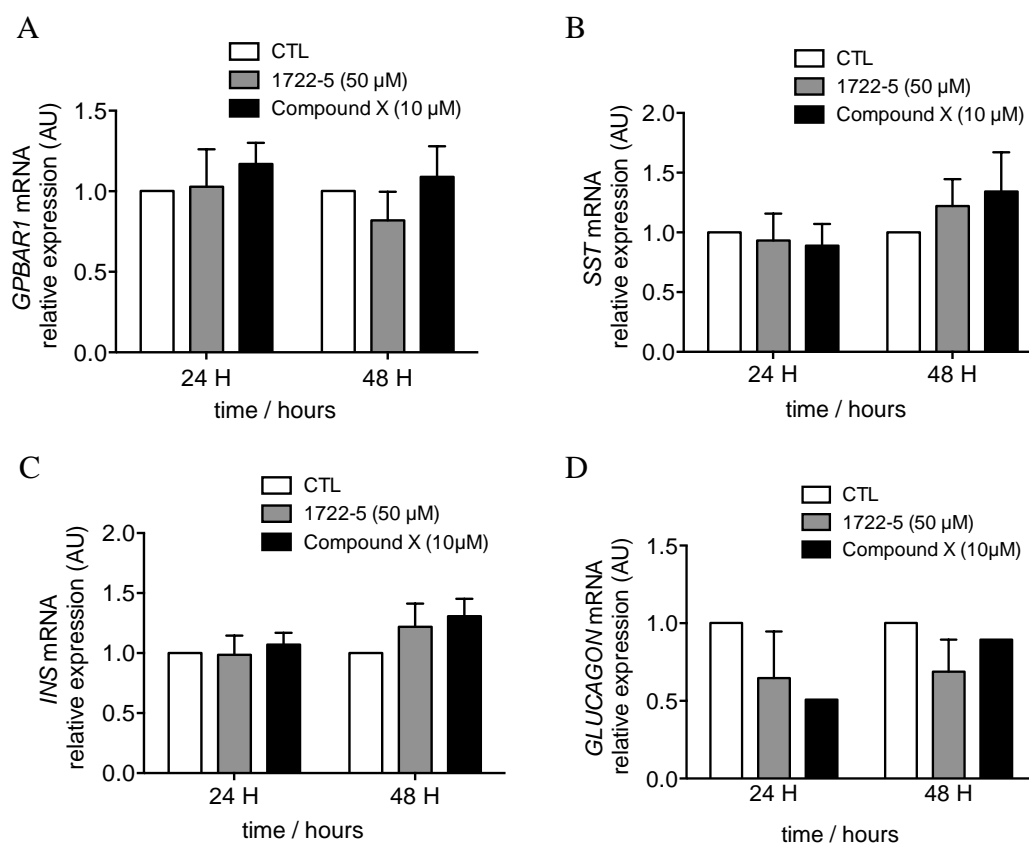 A
CTL
1722-5 (50 µM)
Compound X (10 µM)
GPBAR1 mRNA
relative expression (AU)
1.5
1.0
0.5
0.0
24 H
48 H
time / hours
B
CTL
1722-5 (50 µM)
Compound X (10 µM)
SST mRNA
relative expression (AU)
2.0
1.5
1.0
0.5
0.0
24 H
48 H
time / hours
C
CTL
1722-5 (50 µM)
Compound X (10µM)
INS mRNA
relative expression (AU)
2.0
1.5
1.0
0.5
0.0
24 H
48 H
time / hours
D
CTL
1722-5 (50 µM)
Compound X (10µM)
GLUCAGON mRNA
relative expression (AU)
1.5
1.0
0.5
0.0
24 H
48 H
time / hours